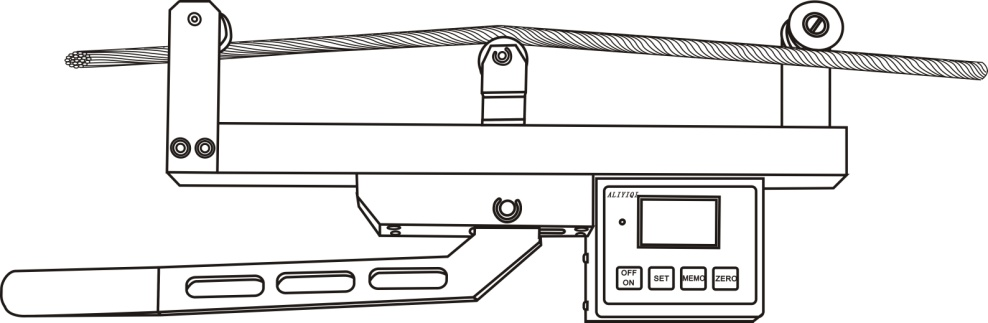 ALIYIQI
OFF
ON
SET
MEMO
ZERO